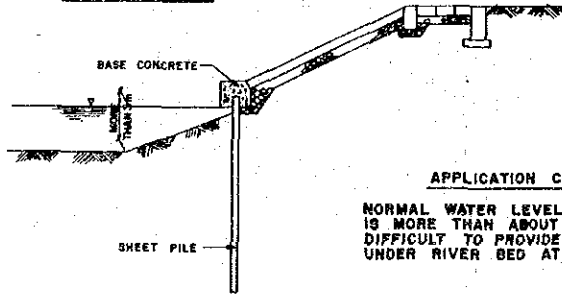 BASE CONCRETE
MORE
THAN 3m
SHEET PILE
APPLICATION C
NORMAL WATER LEVEL
IS MORE THAN ABOUT
DIFFICULT TO PROVIDE
UNDER RIVER BED AT